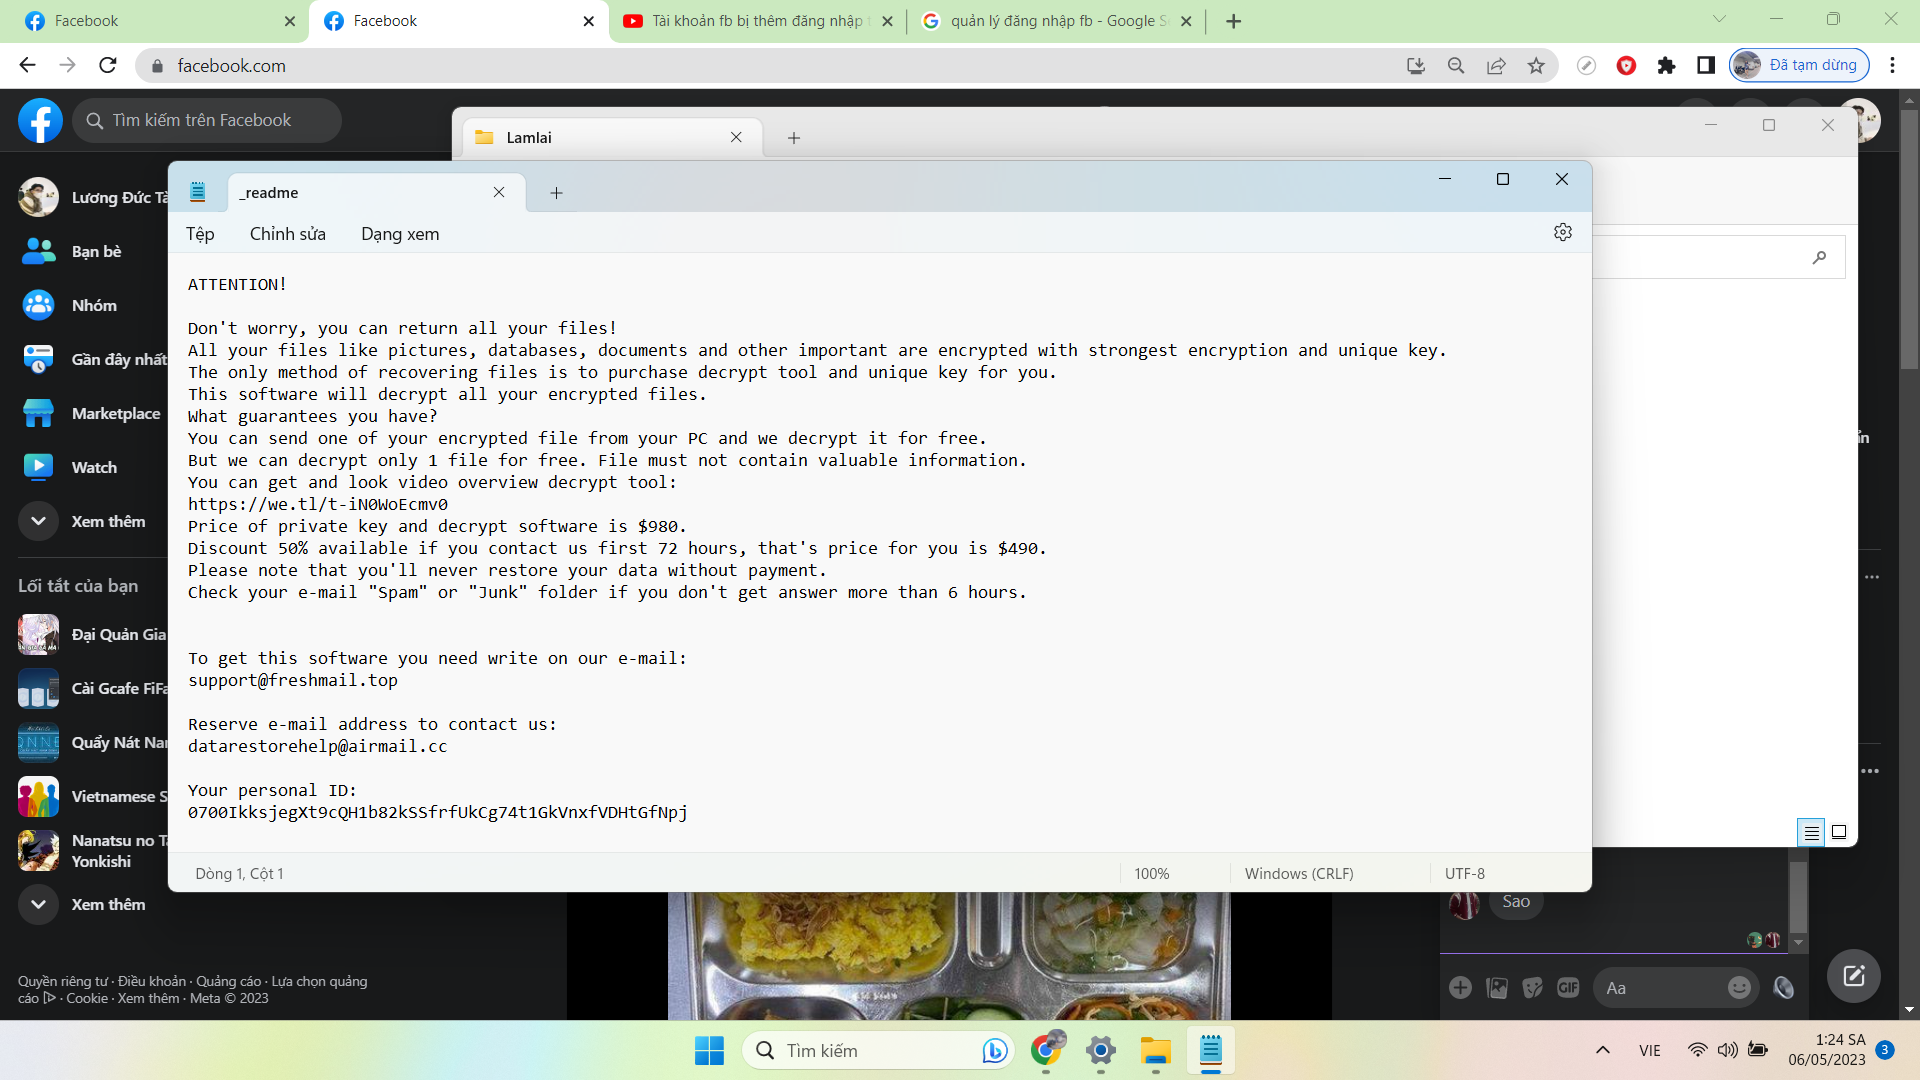 Facebook
Facebook
Tài khoản fb bị thêm đăng nhập
quản lý đăng nhập fb - Google
facebook.com
Đã tạm dừng
Tìm kiếm trên Facebook
Lamlai
_readme
Tệp
Chỉnh sửa
Dạng xem
Lương Đức
Bạn bè
Nhóm
Gần đây nhất
Marketplace
Watch
Xem thêm
Lối tắt của bạn
Đại Quản Gia
Cài Gcafe
Quẩy Nát
Vietnamese
Nanatsu no
Yonkishi
Xem thêm
Quyền riêng tư · Điều khoản · Quảng cáo · Lựa chọn quảng
cáo · Cookie · Xem thêm · Meta © 2023
ATTENTION!
Don't worry, you can return all your files!
All your files like pictures, databases, documents and other important are encrypted with strongest encryption and unique key.
The only method of recovering files is to purchase decrypt tool and unique key for you.
This software will decrypt all your encrypted files.
What guarantees you have?
You can send one of your encrypted file from your PC and we decrypt it for free.
But we can decrypt only 1 file for free. File must not contain valuable information.
You can get and look video overview decrypt tool:
https://we.tl/t-iN0WoEcmv0
Price of private key and decrypt software is $980.
Discount 50% available if you contact us first 72 hours, that's price for you is $490.
Please note that you'll never restore your data without payment.
Check your e-mail "Spam" or "Junk" folder if you don't get answer more than 6 hours.
To get this software you need write on our e-mail:
support@freshmail.top
Reserve e-mail address to contact us:
datarestorehelp@airmail.cc
Your personal ID:
0700IkksjegXt9cQH1b82kSSfrfUkCg74t1GkVnxfVDHtGfNpj
Dòng 1, Cột 1
100%
Windows (CRLF)
UTF-8
Sao
GIF
Aa
Tìm kiếm
VIE
1:24 SA
06/05/2023
3